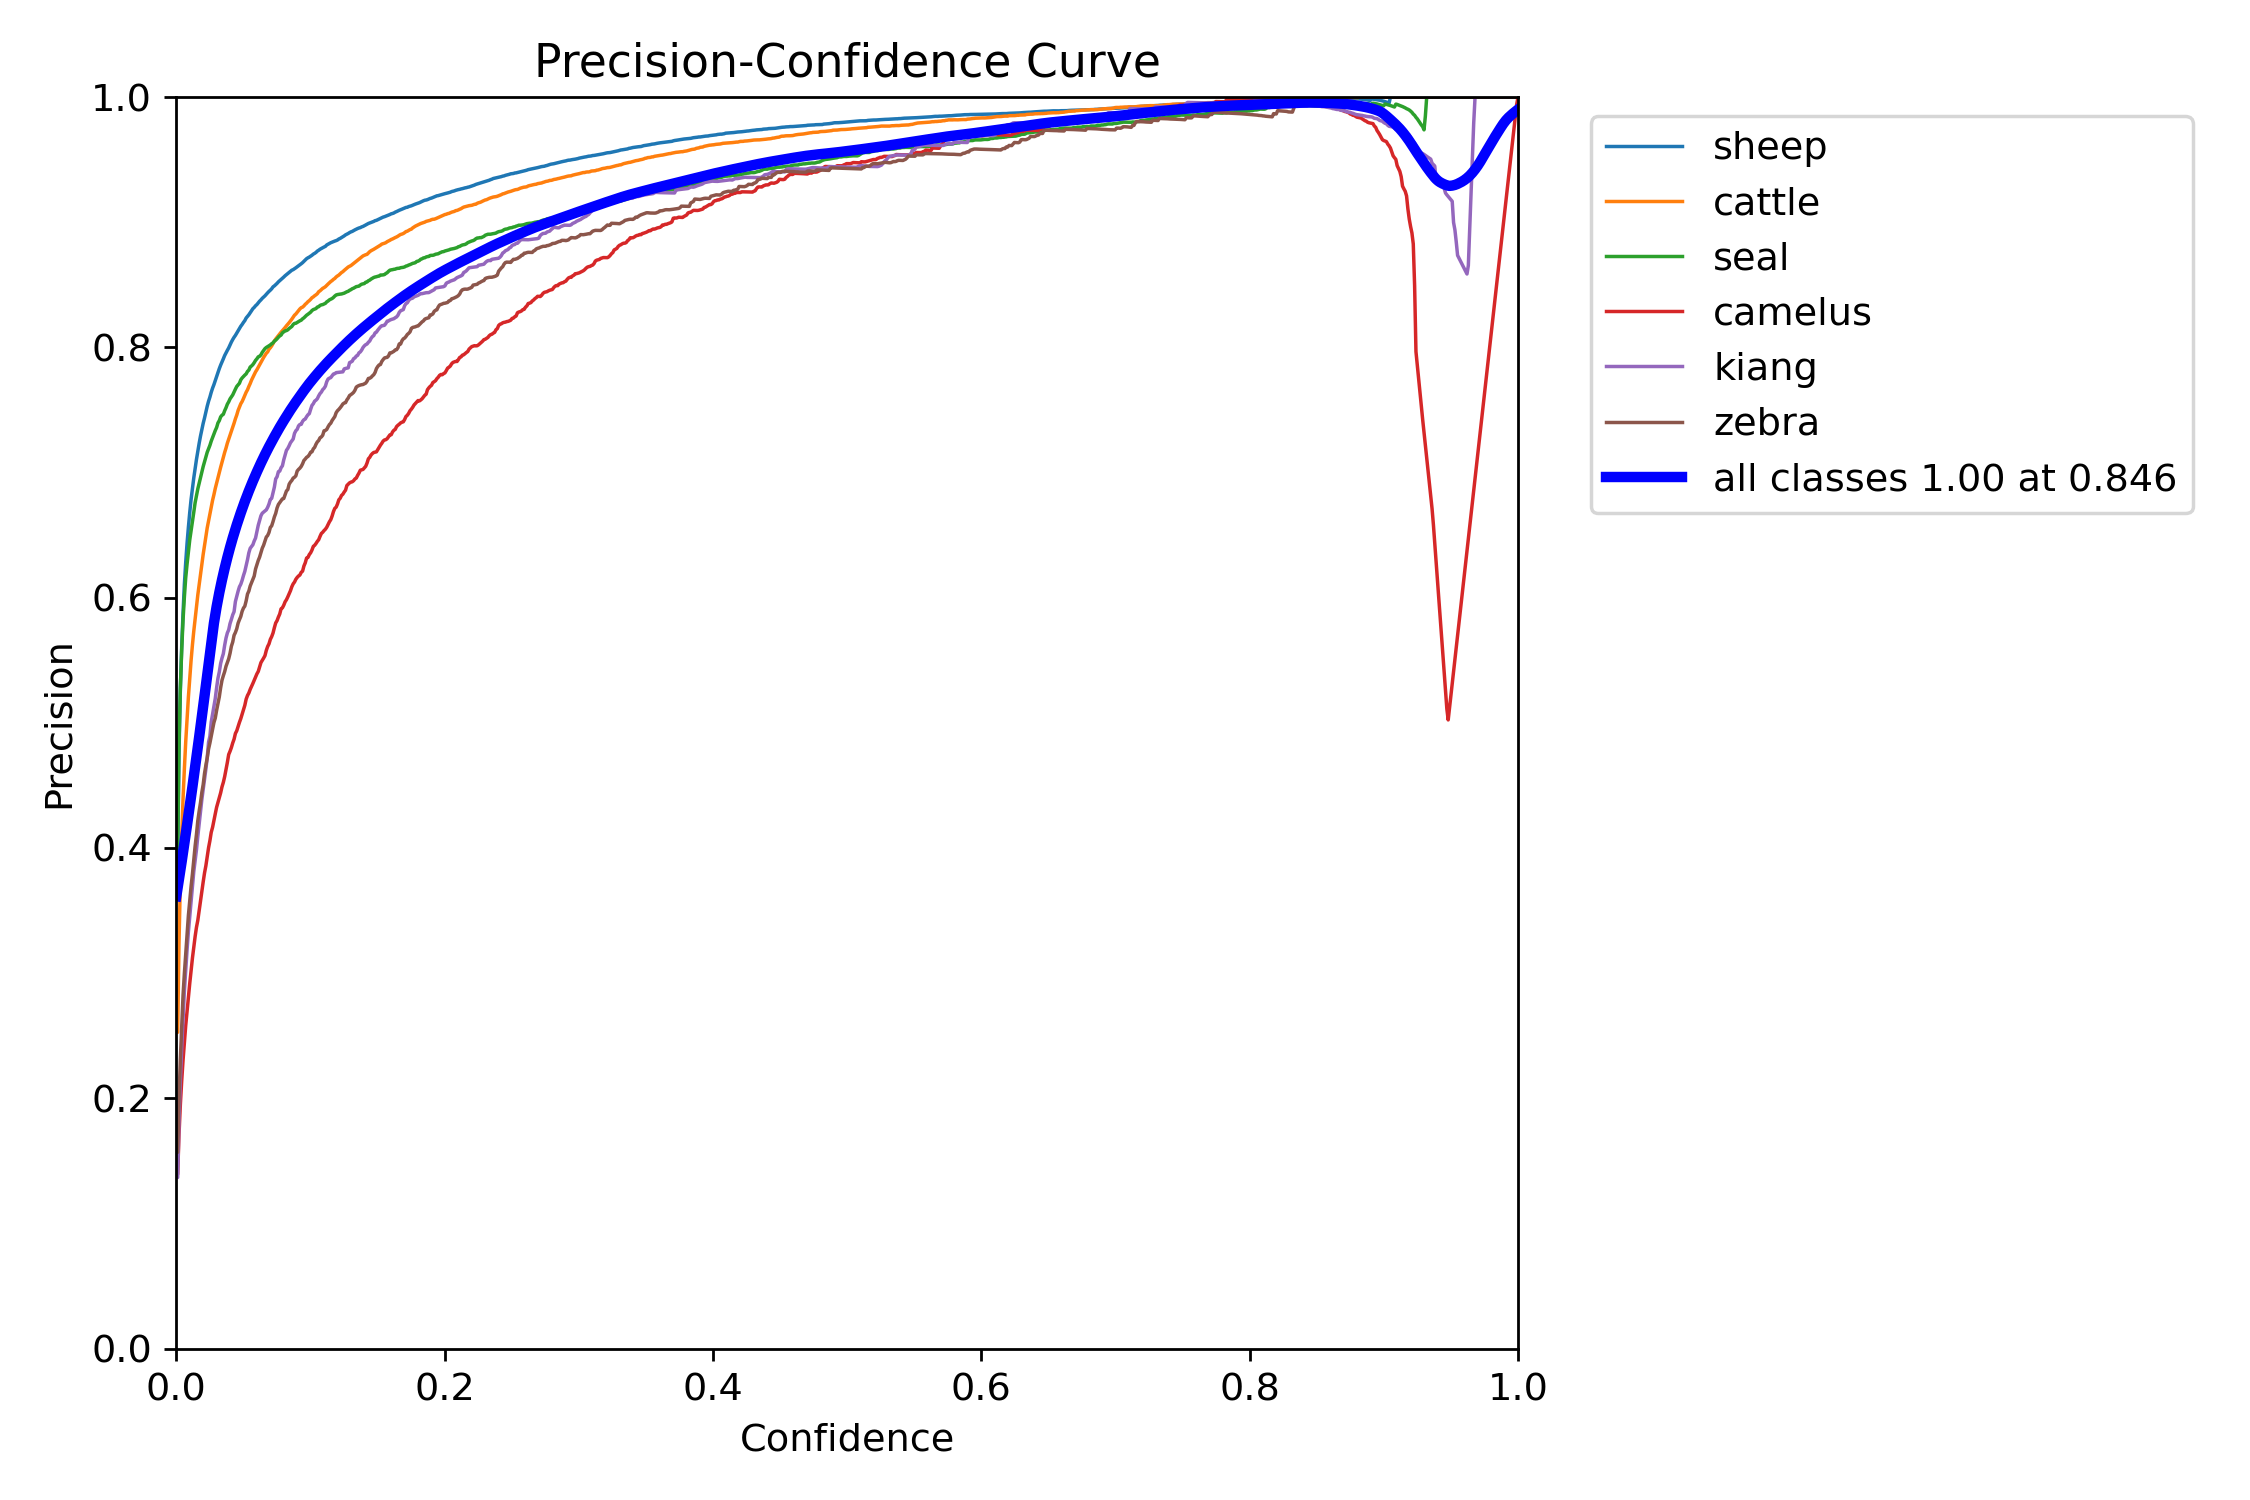 Precision-Confidence Curve
1.0
0.8
0.6
0.4
0.2
0.0
Precision
0.0 0.2 0.4 0.6 0.8 1.0
Confidence
sheep
cattle
seal
camelus
kiang
zebra
all classes 1.00 at 0.846